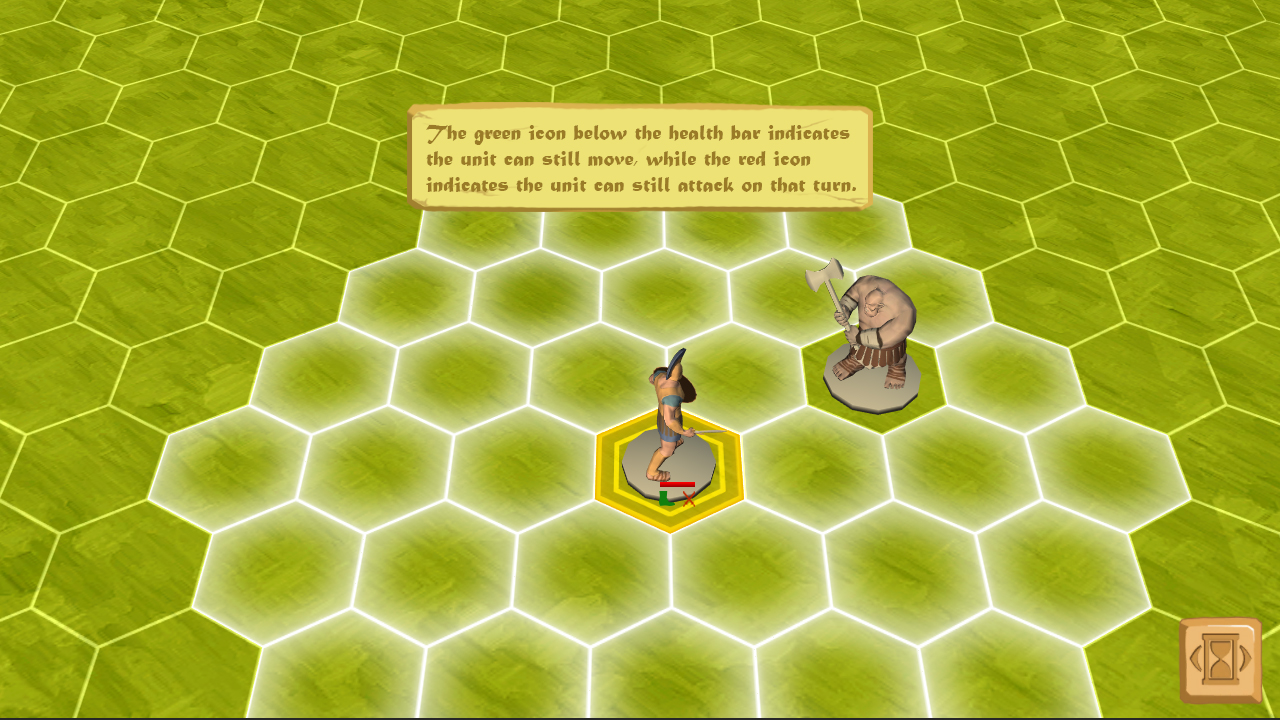 The green icon below the health bar indicates
the unit can still move, while the red icon
indicates the unit can still attack on that turn.